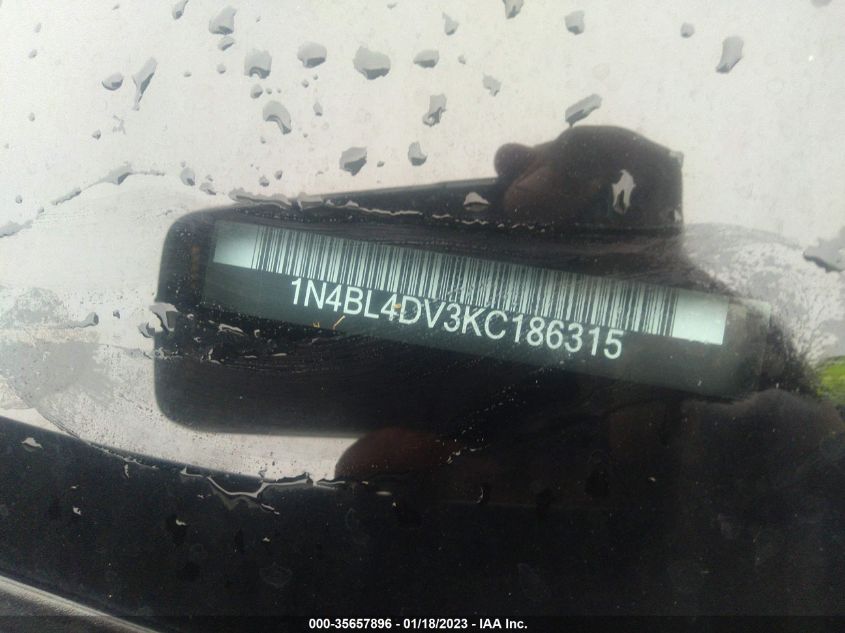 1N4BL4DV3KC186315
000-35657896 - 01/18/2023 - IAA Inc.